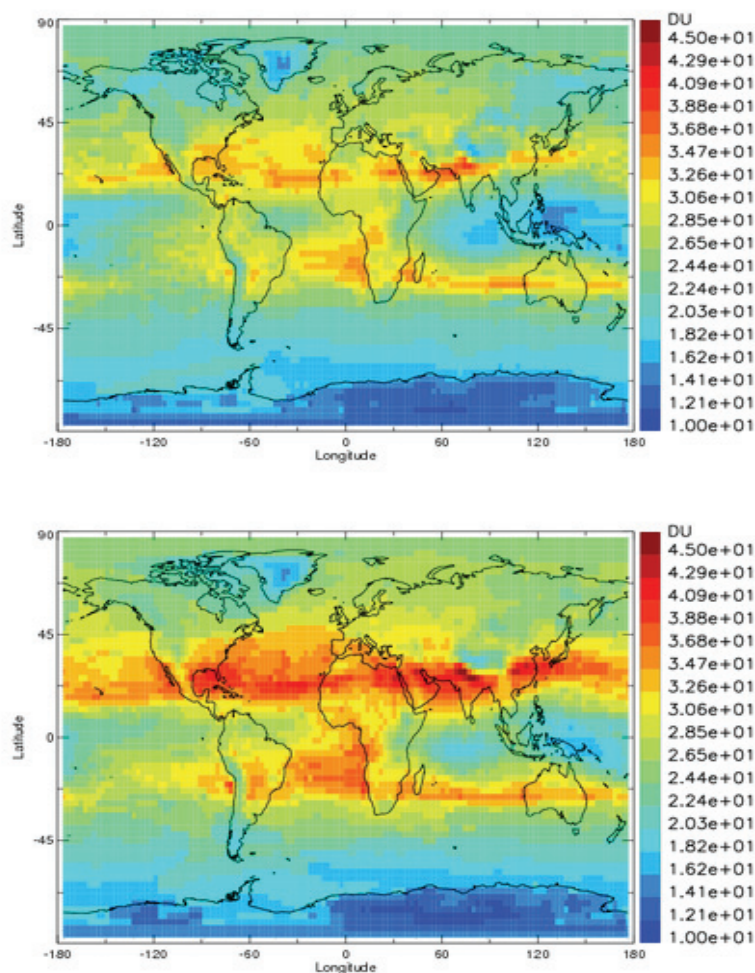 90
45
0
-45
-180
-120
-60
0
60
120
180
Latitude
Longitude
DU
4.50e+01
4.29e+01
4.09e+01
3.88e+01
3.68e+01
3.47e+01
3.26e+01
3.06e+01
2.85e+01
2.65e+01
2.44e+01
2.24e+01
2.03e+01
1.82e+01
1.62e+01
1.41e+01
1.21e+01
1.00e+01
90
45
0
-45
-180
-120
-60
0
60
120
180
Latitude
Longitude
DU
4.50e+01
4.29e+01
4.09e+01
3.88e+01
3.68e+01
3.47e+01
3.26e+01
3.06e+01
2.85e+01
2.65e+01
2.44e+01
2.24e+01
2.03e+01
1.82e+01
1.62e+01
1.41e+01
1.21e+01
1.00e+01